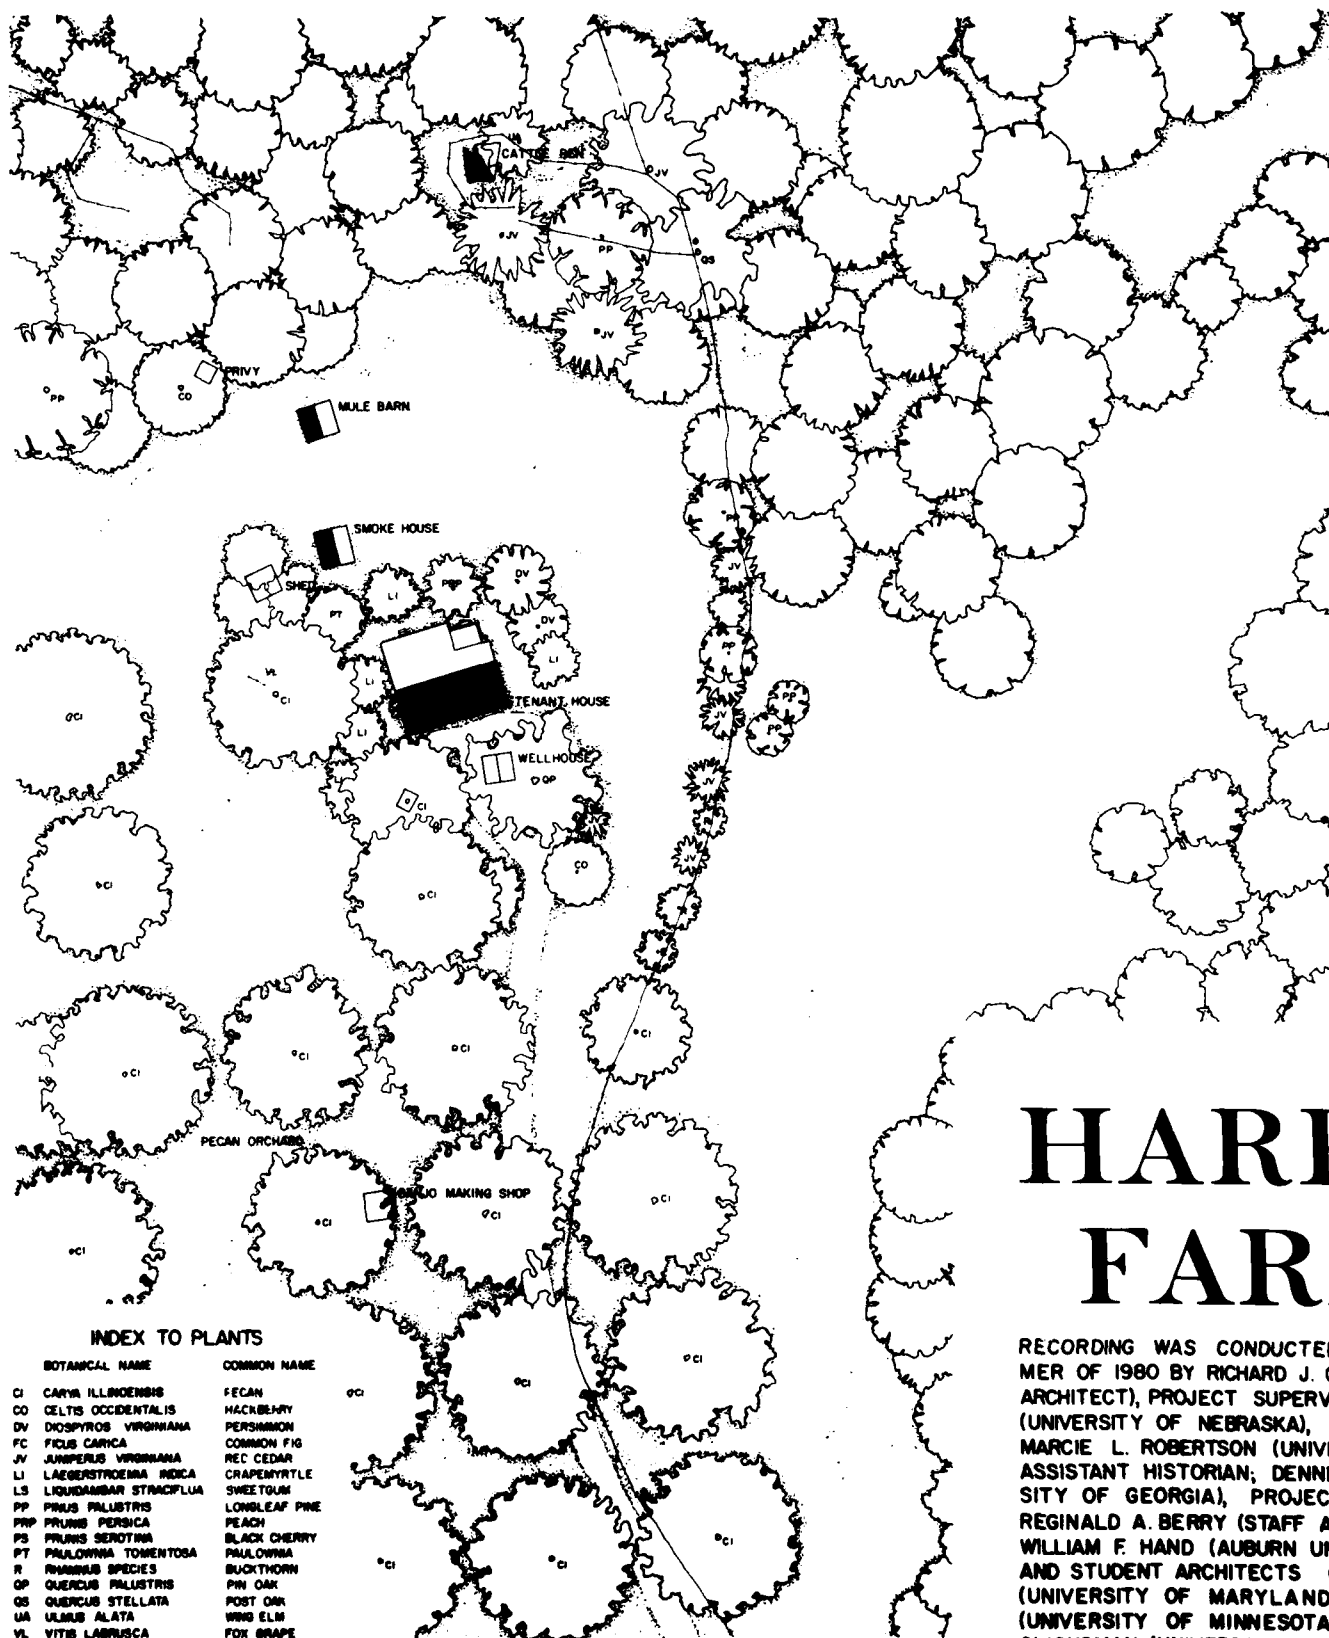 CATTLE PEN
JV
JV
PP
QS
JV
PRIVY
PP
CO
MULE BARN
SMOKE HOUSE
SHED
PT
LI
PRP
DV
DV
LI
JV
PP
LI
LI
CI
CI
TENANT HOUSE
JV
PP
PP
WELLHOUSE
QP
CI
JV
CO
JV
CI
CI
CI
CI
CI
CI
PECAN ORCHARD
BANJO MAKING SHOP
CI
CI
CI
CI
CI
CI
CI
CI
CI
CI
INDEX TO PLANTS
BOTANICAL NAME COMMON NAME
CI CARYA ILLINOENSIS PECAN
CO CELTIS OCCIDENTALIS HACKBERRY
DV DIOSPYROS VIRGINIANA PERSIMMON
FC FICUS CARICA COMMON FIG
JV JUNIPERUS VIRGINIANA RED CEDAR
LI LAEGERSTROEMIA INDICA CRAPEMYRTLE
LS LIQUIDAMBAR STRACIFLUA SWEETGUM
PP PINUS PALUSTRIS LONGLEAF PINE
PRP PRUNIS PERSICA PEACH
PS PRUNIS SEROTINA BLACK CHERRY
PT PAULOWNIA TOMENTOSA PAULOWNIA
R RHAMNUS SPECIES BUCKTHORN
QP QUERCUS PALUSTRIS PIN OAK
QS QUERCUS STELLATA POST OAK
UA ULMUS ALATA WING ELM
VL VITIS LABRUSCA FOX GRAPE
HAR
FAR
RECORDING WAS CONDUCTE
MER OF 1980 BY RICHARD J.
ARCHITECT), PROJECT SUPERV
(UNIVERSITY OF NEBRASKA),
MARCIE L. ROBERTSON (UNIV
ASSISTANT HISTORIAN; DENN
SITY OF GEORGIA), PROJEC
REGINALD A. BERRY (STAFF A
WILLIAM F. HAND (AUBURN U
AND STUDENT ARCHITECTS
(UNIVERSITY OF MARYLAND
(UNIVERSITY OF MINNESOTA